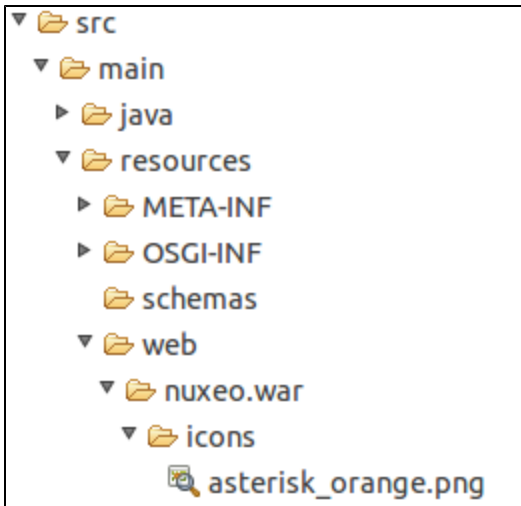 src
main
java
resources
META-INF
OSGI-INF
schemas
web
nuxeo.war
icons
asterisk_orange.png